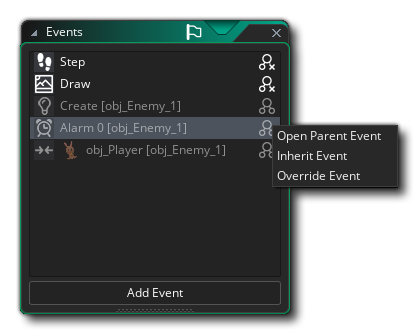 Events
Step
Draw
Create [obj_Enemy_1]
Alarm 0 [obj_Enemy_1]
obj_Player [obj_Enemy_1]
Open Parent Event
Inherit Event
Override Event
Add Event